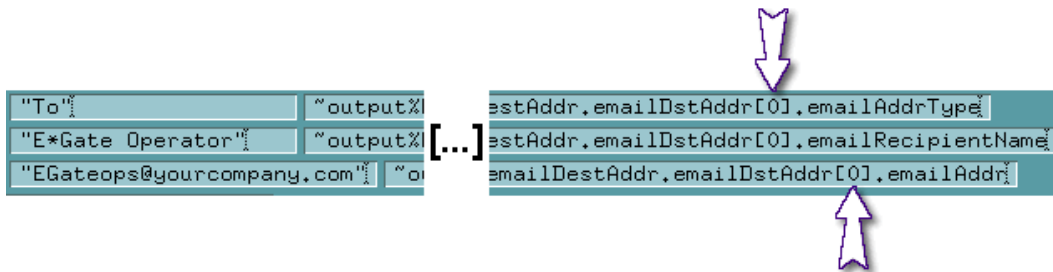 "To" ~output% [...] estAddr.emailDstAddr[0].emailAddrType
"E*Gate Operator" ~output% [...] estAddr.emailDstAddr[0].emailRecipientName
"EGateops@yourcompany.com" ~ou [...] emailDestAddr.emailDstAddr[0].emailAddr